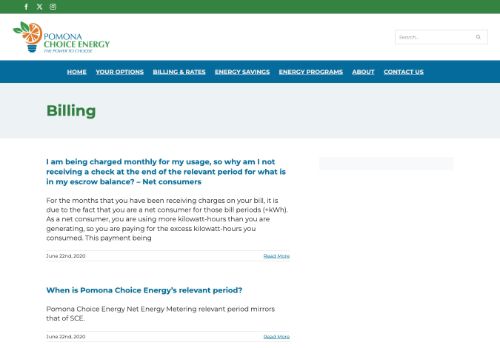 POMONA
CHOICE ENERGY
THE POWER TO CHOOSE
Search...
HOME YOUR OPTIONS BILLING & RATES ENERGY SAVINGS ENERGY PROGRAMS ABOUT CONTACT US
Billing
I am being charged monthly for my usage, so why am I not
receiving a check at the end of the relevant period for what is
in my escrow balance? – Net consumers
For the months that you have been receiving charges on your bill, it is
due to the fact that you are a net consumer for those bill periods (+kWh).
As a net consumer, you are using more kilowatt-hours than you are
generating, so you are paying for the excess kilowatt-hours you
consumed. This payment being
June 22nd, 2020 Read More
When is Pomona Choice Energy's relevant period?
Pomona Choice Energy Net Energy Metering relevant period mirrors
that of SCE.
June 22nd, 2020 Read More